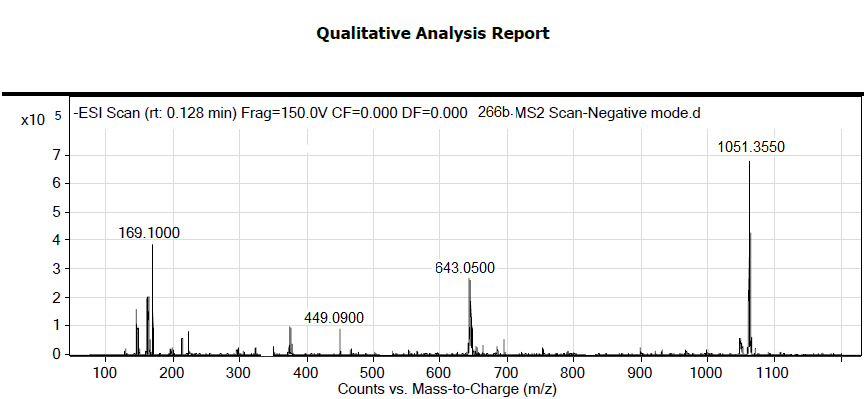 Qualitative Analysis Report
x10 5
-ESI Scan (rt: 0.128 min) Frag=150.0V CF=0.000 DF=0.000 266b-MS2 Scan-Negative mode.d
1051.3550
7
6
5
4
3
2
1
0
169.1000
643.0500
449.0900
100 200 300 400 500 600 700 800 900 1000 1100
Counts vs. Mass-to-Charge (m/z)